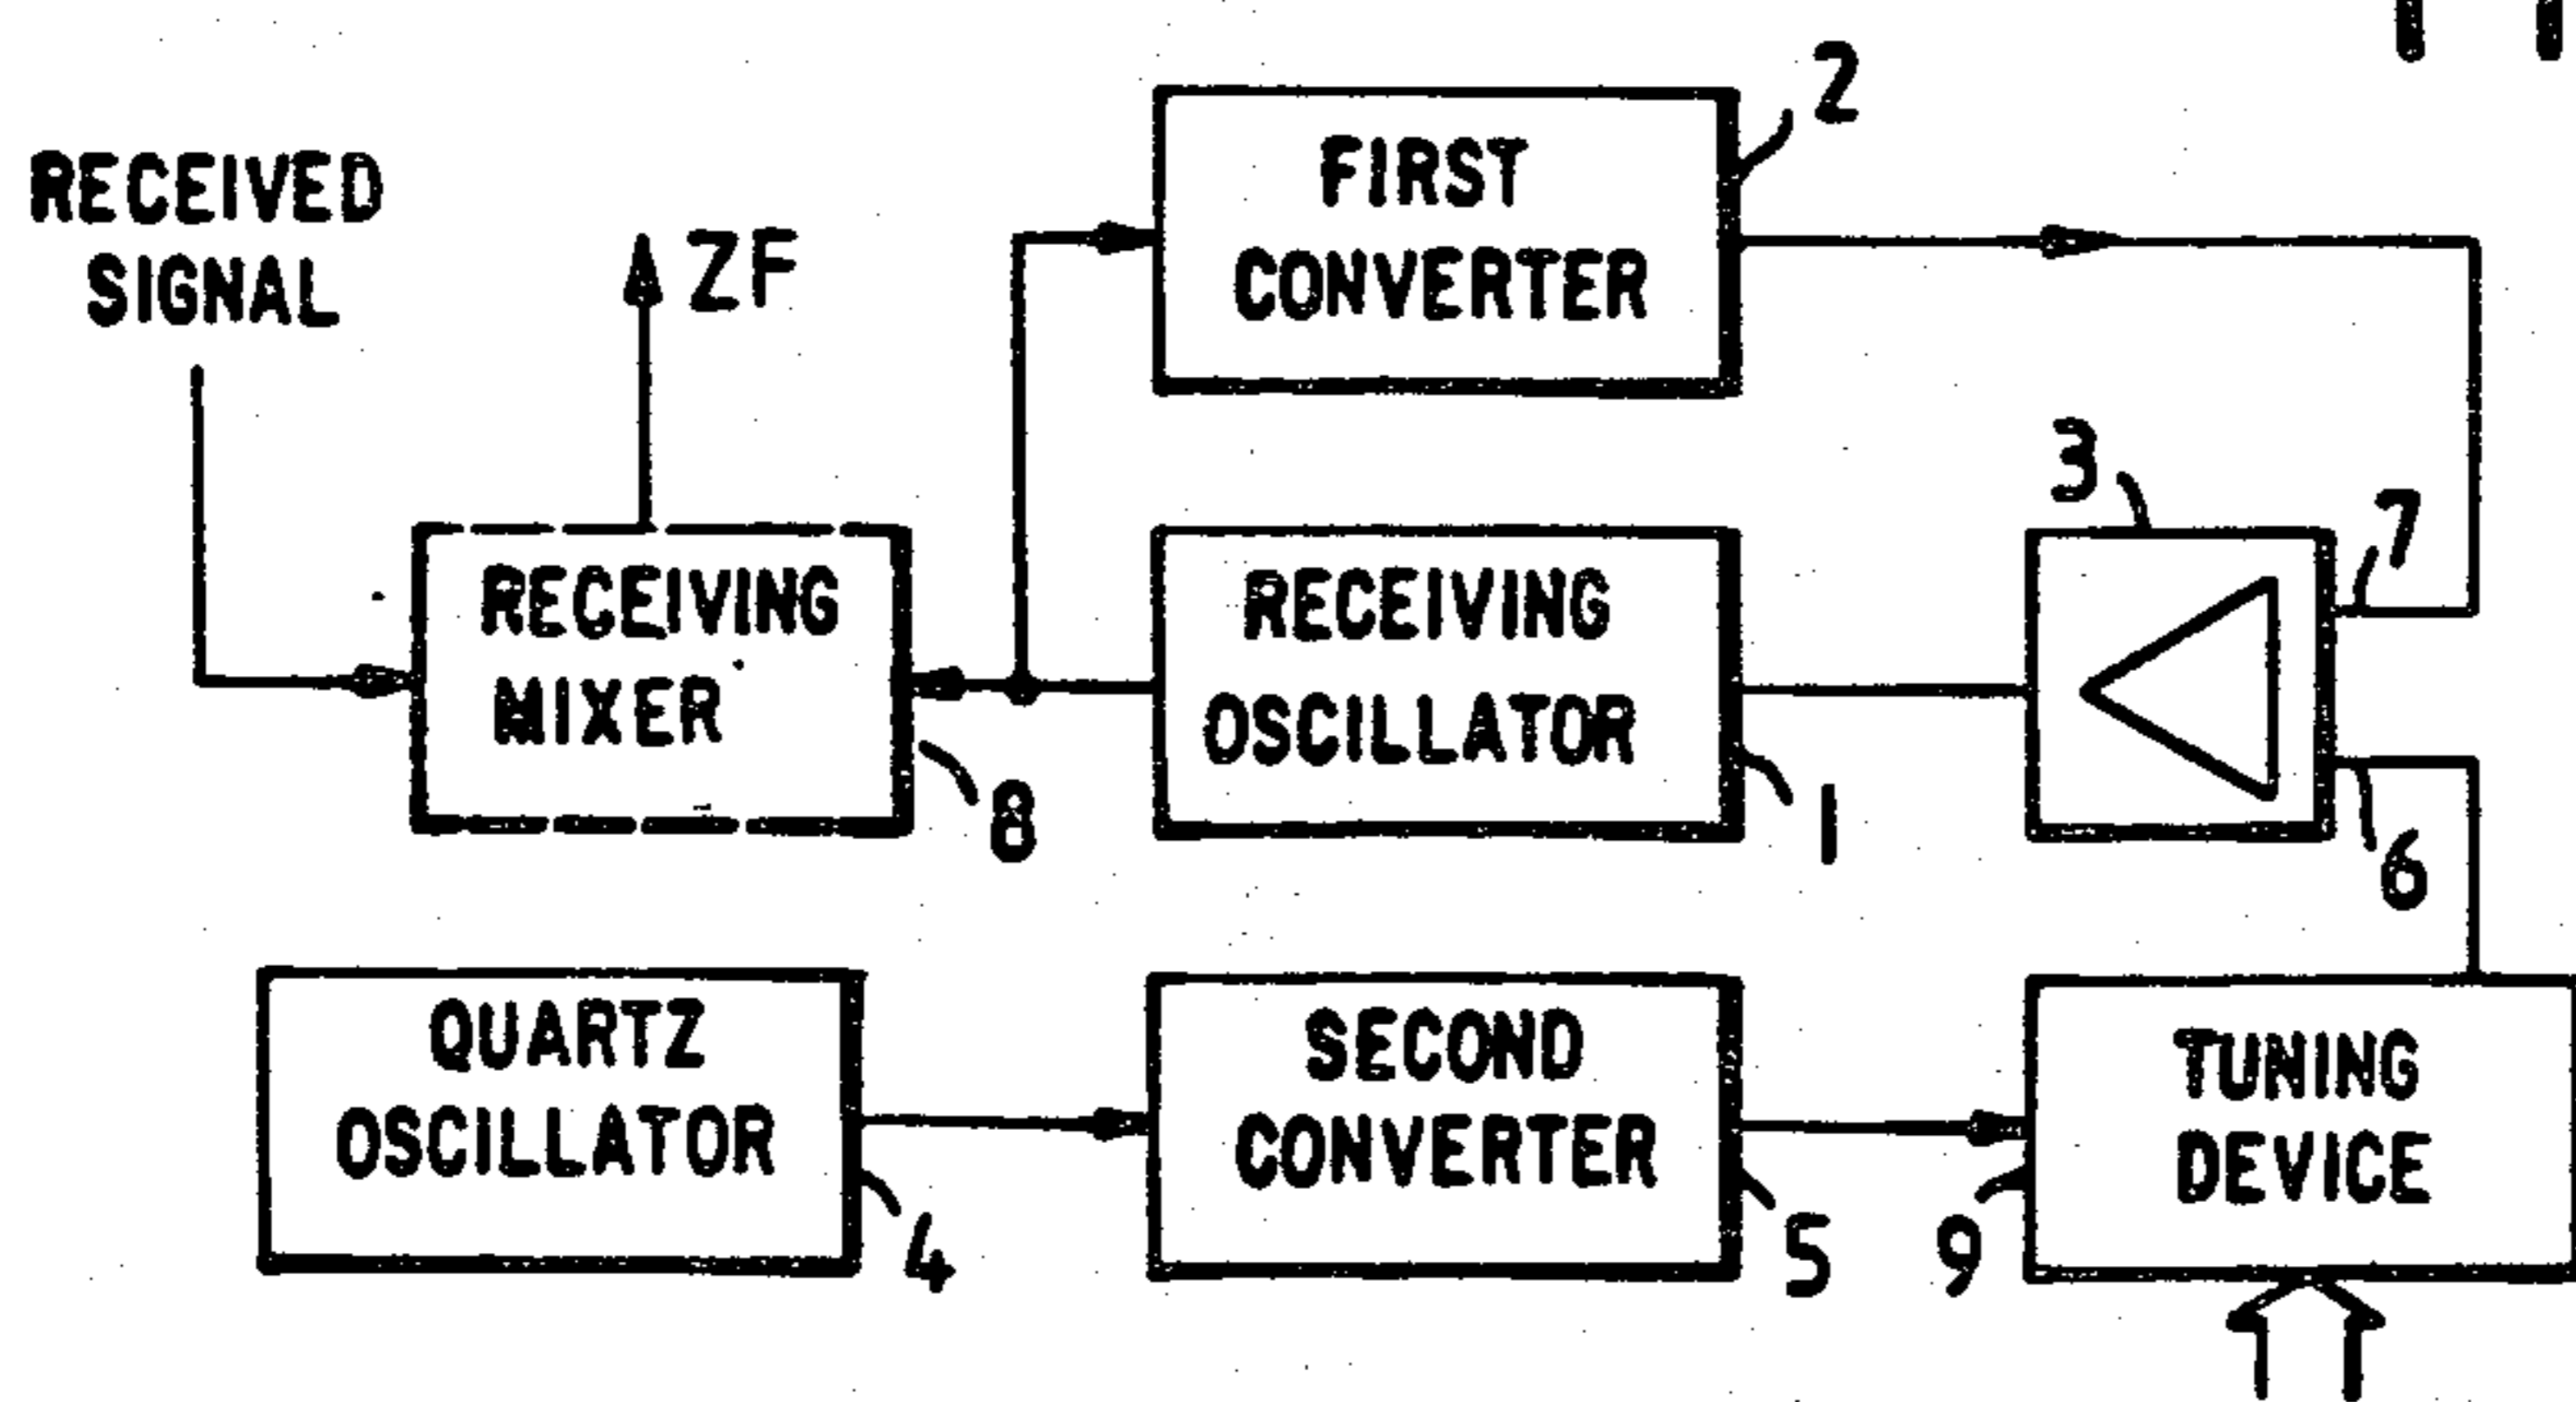 2
FIRST
CONVERTER
RECEIVED
SIGNAL
ZF
3
7
RECEIVING
MIXER
8
RECEIVING
OSCILLATOR
1
6
QUARTZ
OSCILLATOR
4
SECOND
CONVERTER
5
9
TUNING
DEVICE